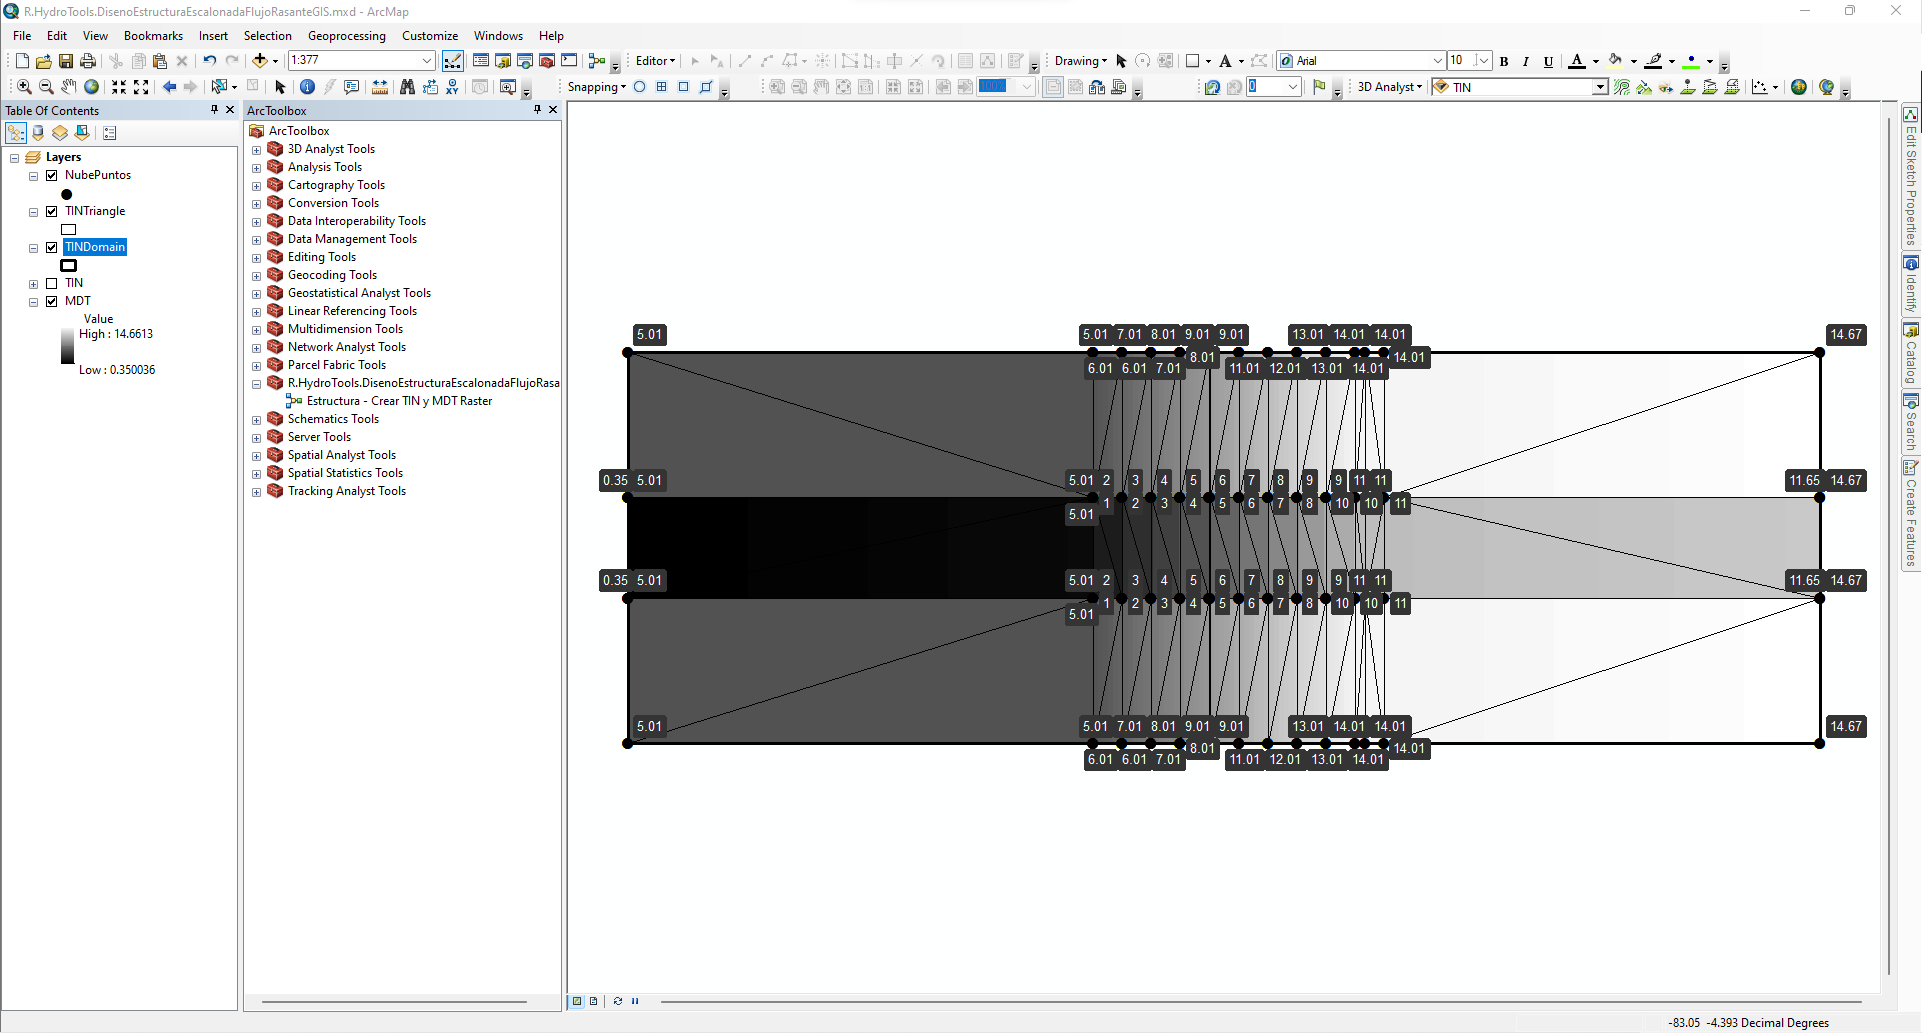 R.HydroTools.DisenoEstructuraEscalonadaFlujoRasanteGIS.mxd - ArcMap
File Edit View Bookmarks Insert Selection Geoprocessing Customize Windows Help
1:377 Editor Drawing Arial 10 B I U A
Snapping 100% 0 3D Analyst TIN
Table Of Contents
Layers
NubePuntos
TINTriangle
TINDomain
TIN
MDT
Value
High : 14.6613
Low : 0.350036
ArcToolbox
ArcToolbox
3D Analyst Tools
Analysis Tools
Cartography Tools
Conversion Tools
Data Interoperability Tools
Data Management Tools
Editing Tools
Geocoding Tools
Geostatistical Analyst Tools
Linear Referencing Tools
Multidimension Tools
Network Analyst Tools
Parcel Fabric Tools
R.HydroTools.DisenoEstructuraEscalonadaFlujoRasa
Estructura - Crear TIN y MDT Raster
Schematics Tools
Server Tools
Spatial Analyst Tools
Spatial Statistics Tools
Tracking Analyst Tools
5.01 5.01 7.01 8.01 9.01 9.01 13.01 14.01 14.01 14.67
8.01 14.01
6.01 6.01 7.01 11.01 12.01 13.01 14.01
0.35 5.01 5.01 2 3 4 5 6 7 8 9 9 11 11 11.65 14.67
1 2 3 4 5 6 7 8 10 10 11
5.01
0.35 5.01 5.01 2 3 4 5 6 7 8 9 9 11 11 11.65 14.67
1 2 3 4 5 6 7 8 10 10 11
5.01
5.01 5.01 7.01 8.01 9.01 9.01 13.01 14.01 14.01 14.67
8.01 14.01
6.01 6.01 7.01 11.01 12.01 13.01 14.01
Edit Sketch Properties
Identify
Catalog
Search
Create Features
-83.05 -4.393 Decimal Degrees